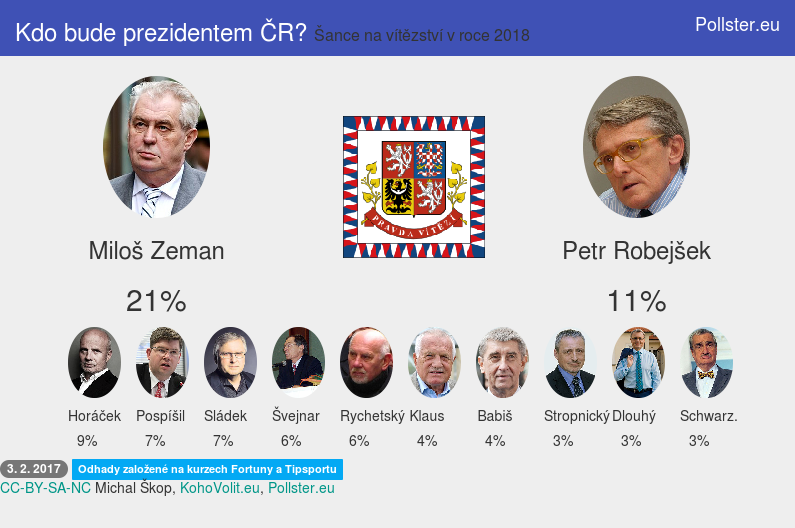 Kdo bude prezidentem ČR? Šance na vítězství v roce 2018
Pollster.eu
PRAVDA VÍTĚZÍ
Miloš Zeman
Petr Robejšek
21%
11%
Horáček Pospíšil Sládek Švejnar Rychetský Klaus Babiš Stropnický Dlouhý Schwarz.
9% 7% 7% 6% 6% 4% 4% 3% 3% 3%
3. 2. 2017 Odhady založené na kurzech Fortuny a Tipsportu
CC-BY-SA-NC Michal Škop, KohoVolit.eu, Pollster.eu